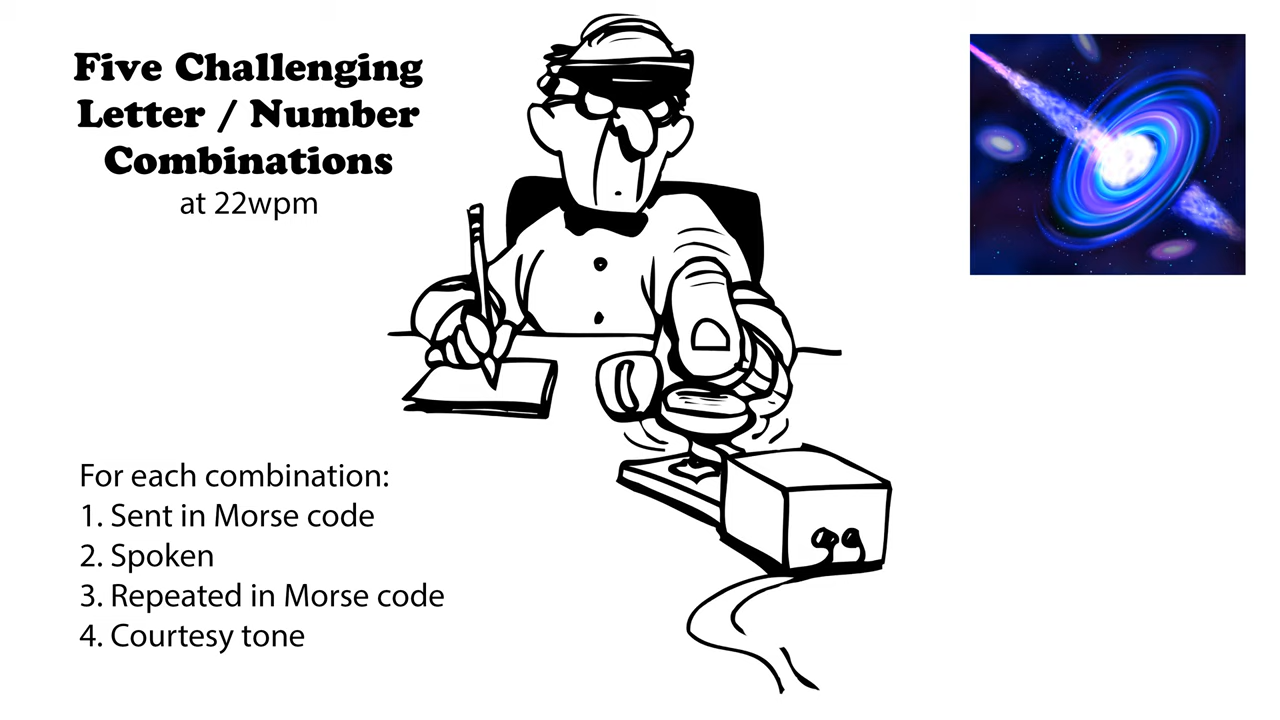 Five Challenging
Letter / Number
Combinations
at 22wpm
For each combination:
1. Sent in Morse code
2. Spoken
3. Repeated in Morse code
4. Courtesy tone